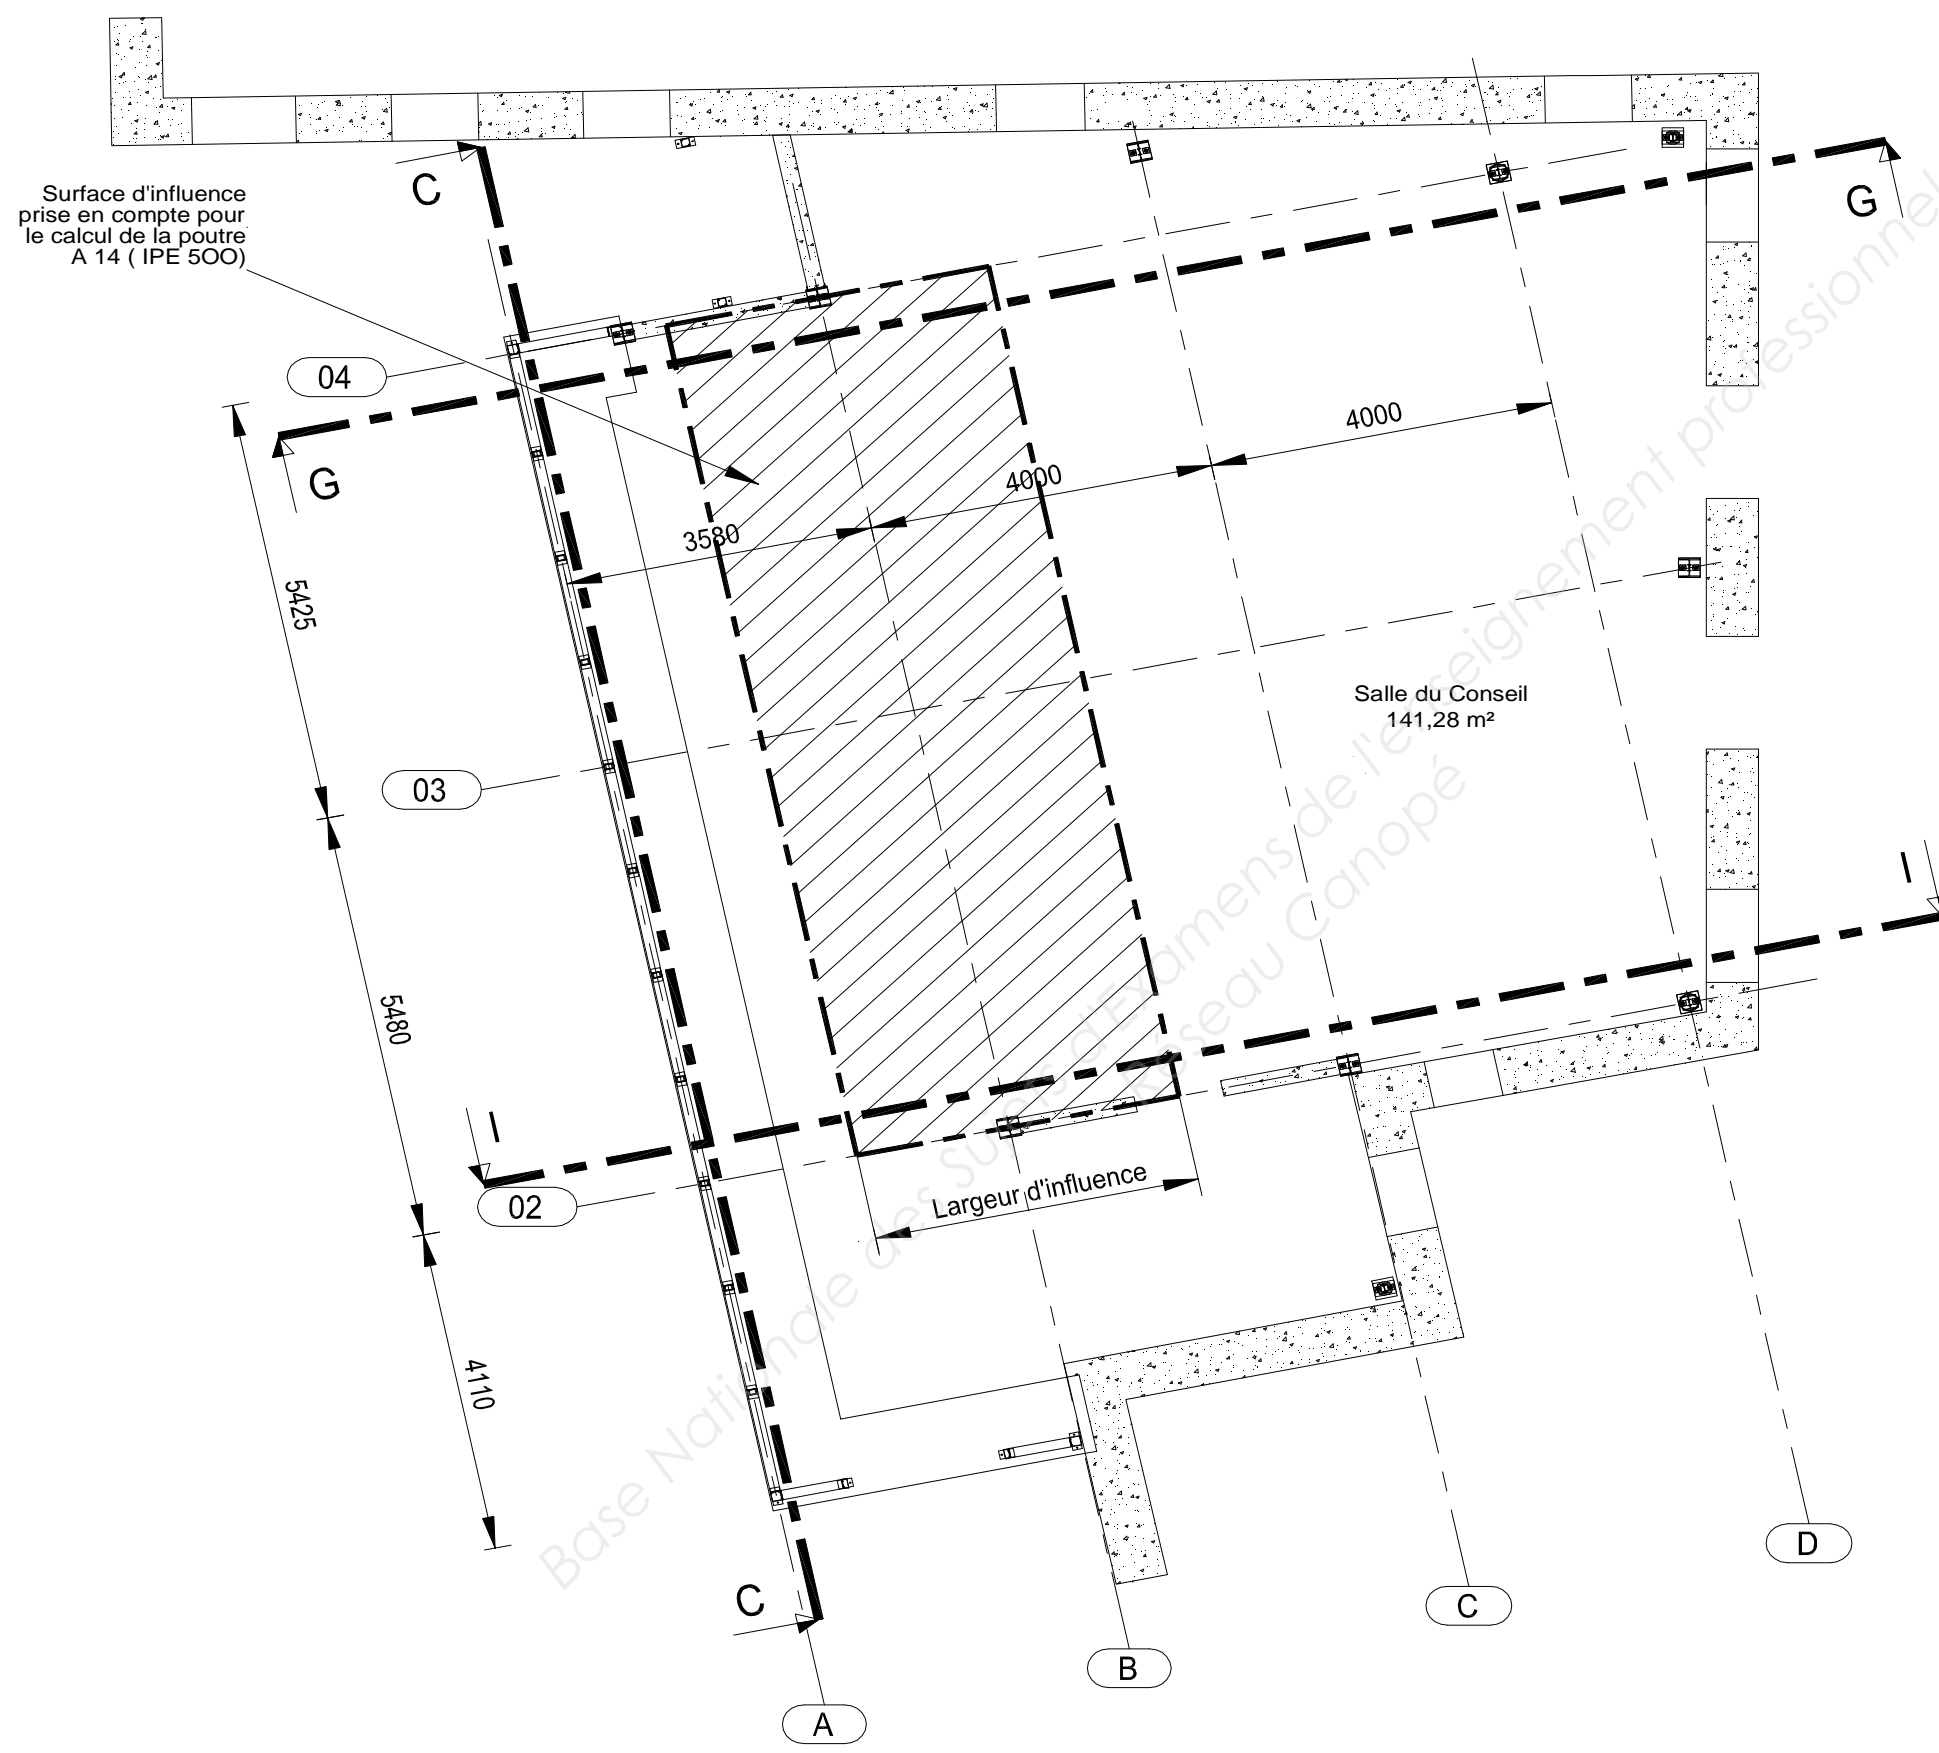 C
G
Surface d'influence
prise en compte pour
le calcul de la poutre
A 14 ( IPE 5OO)
04
4000
G
4000
3580
5425
Salle du Conseil
141,28 m²
03
5480
I
I
02
Largeur d'influence
4110
C
D
C
B
A
Base Nationale des Sujets d'Examens de l'enseignement professionnel
Réseau Canopé